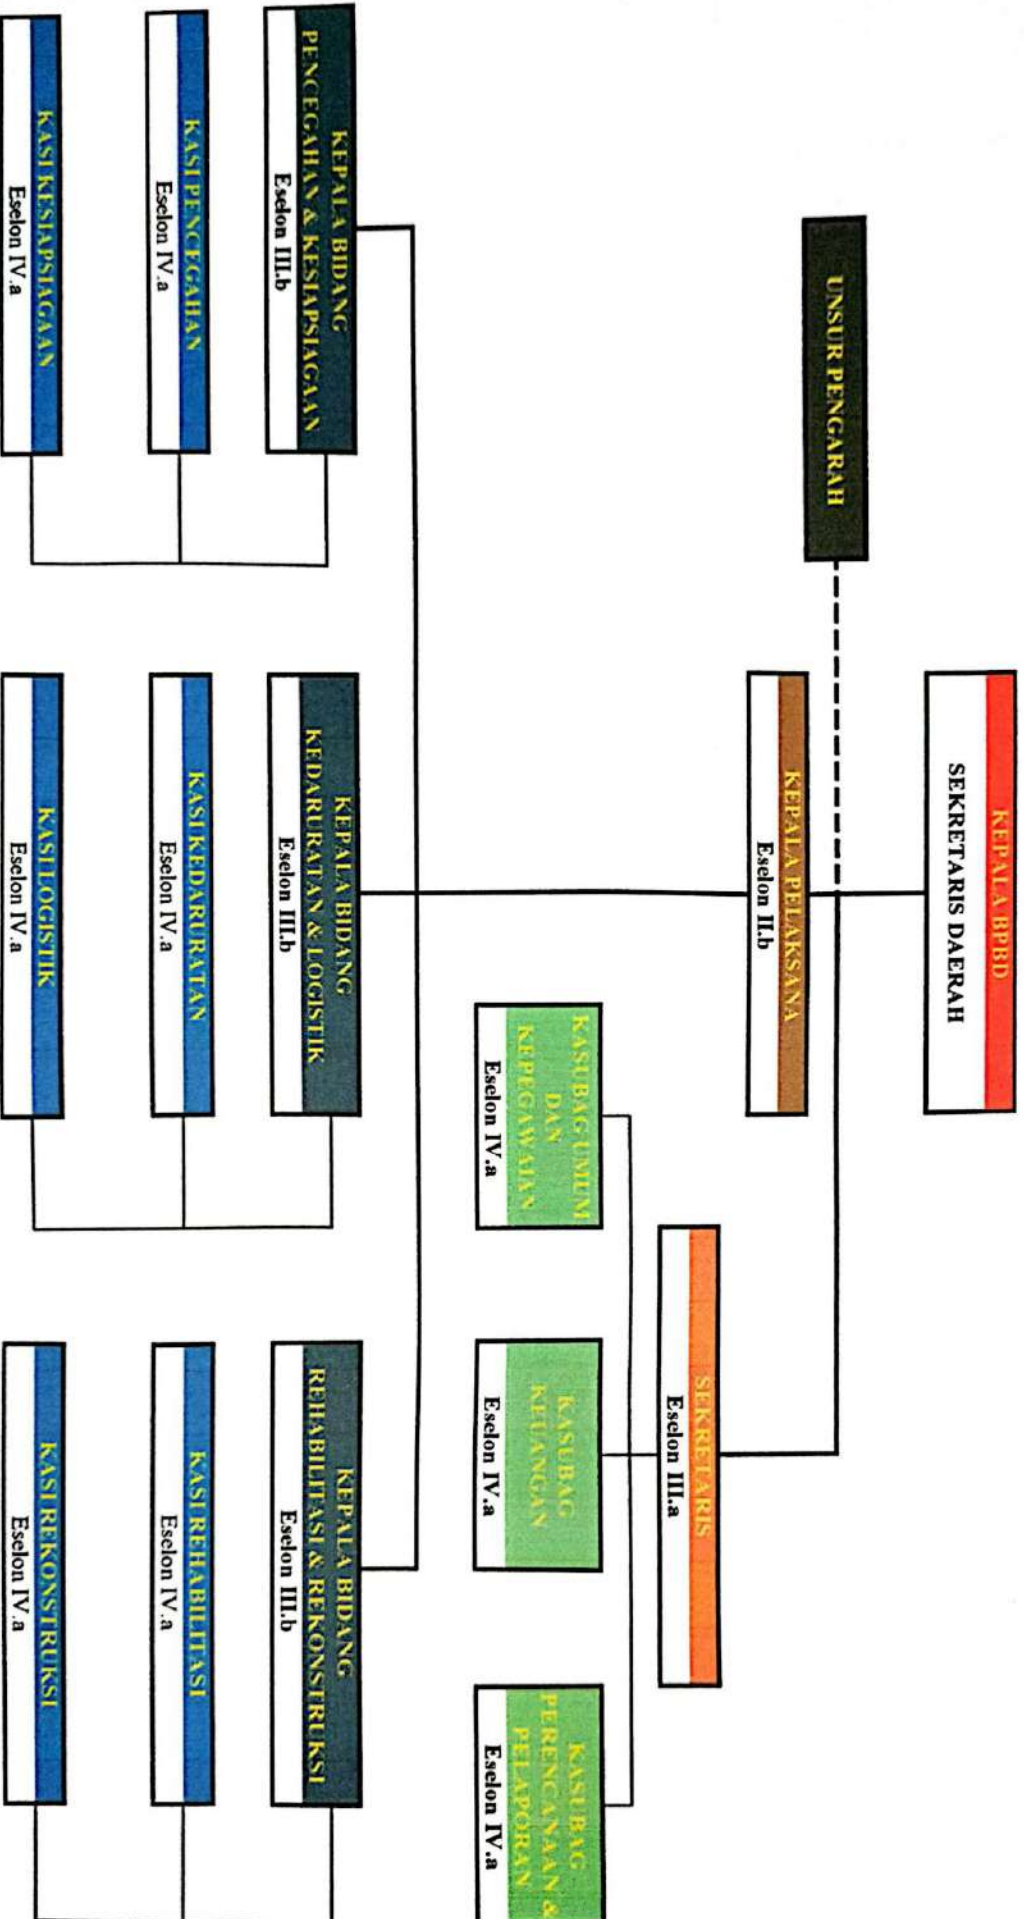 KEPALA BPBD
SEKRETARIS DAERAH
UNSUR PENGARAH
KEPALA PELAKSANA
Eselon II.b
SEKRETARIS
Eselon III.a
KASUBAG UMUM
DAN
KEPEGAWAIAN
Eselon IV.a
KASUBAG
KEUANGAN
Eselon IV.a
KASUBAG
PERENCANAAN &
PELAPORAN
Eselon IV.a
KEPALA BIDANG
PENCEGAHAN & KESIAPSIAGAAN
Eselon III.b
KEPALA BIDANG
KEDARURATAN & LOGISTIK
Eselon III.b
KEPALA BIDANG
REHABILITASI & REKONSTRUKSI
Eselon III.b
KASI PENCEGAHAN
Eselon IV.a
KASI KEDARURATAN
Eselon IV.a
KASI REHABILITASI
Eselon IV.a
KASI KESIAPSIAGAAN
Eselon IV.a
KASI LOGISTIK
Eselon IV.a
KASI REKONSTRUKSI
Eselon IV.a